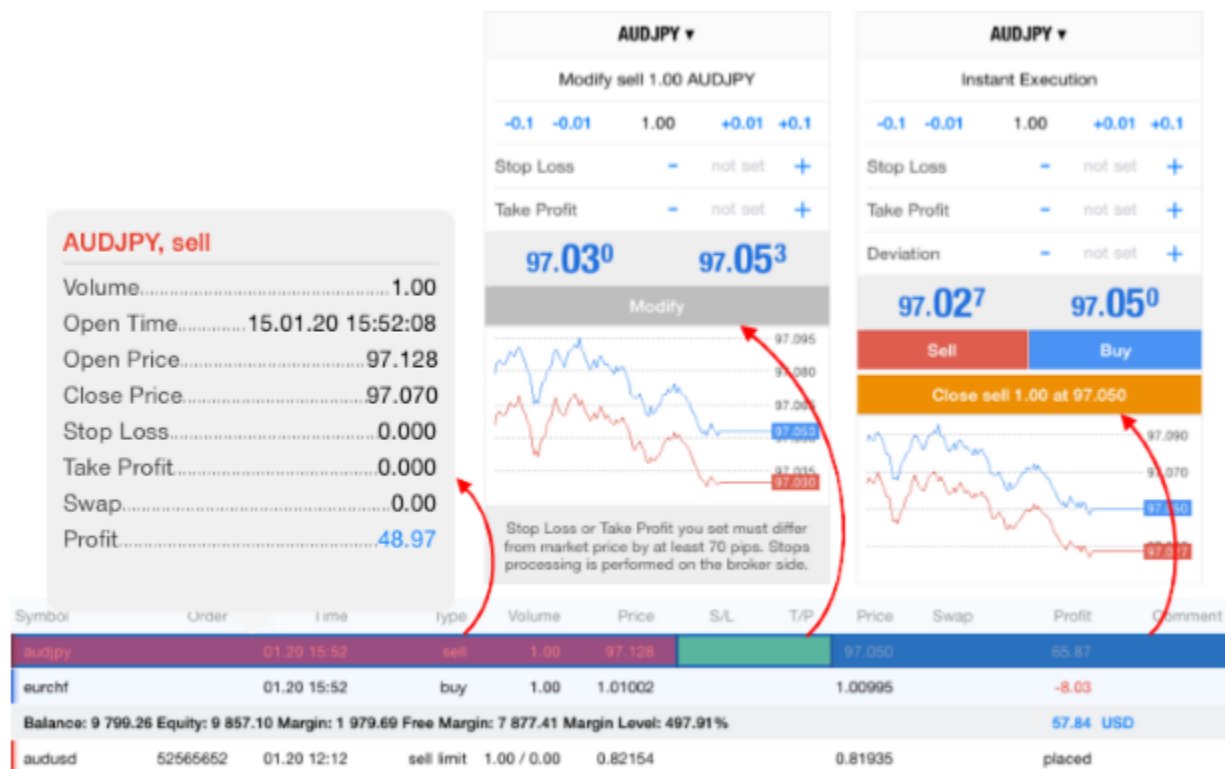 AUDJPY, sell
Volume 1.00
Open Time 15.01.20 15:52:08
Open Price 97.128
Close Price 97.070
Stop Loss 0.000
Take Profit 0.000
Swap 0.00
Profit 48.97
AUDJPY ▾
Modify sell 1.00 AUDJPY
-0.1 -0.01 1.00 +0.01 +0.1
Stop Loss - not set +
Take Profit - not set +
97.030 97.053
Modify
97.095
97.080
97.065
97.053
97.035
97.030
Stop Loss or Take Profit you set must differ
from market price by at least 70 pips. Stops
processing is performed on the broker side.
AUDJPY ▾
Instant Execution
-0.1 -0.01 1.00 +0.01 +0.1
Stop Loss - not set +
Take Profit - not set +
Deviation - not set +
97.027 97.050
Sell Buy
Close sell 1.00 at 97.050
97.090
97.070
97.050
97.027
Symbol Order Time Type Volume Price S/L T/P Price Swap Profit Comment
audjpy 01.20 15:52 sell 1.00 97.128 97.050 65.87
eurchf 01.20 15:52 buy 1.00 1.01002 1.00995 -8.03
Balance: 9 799.26 Equity: 9 857.10 Margin: 1 979.69 Free Margin: 7 877.41 Margin Level: 497.91% 57.84 USD
audusd 52565652 01.20 12:12 sell limit 1.00 / 0.00 0.82154 0.81935 placed